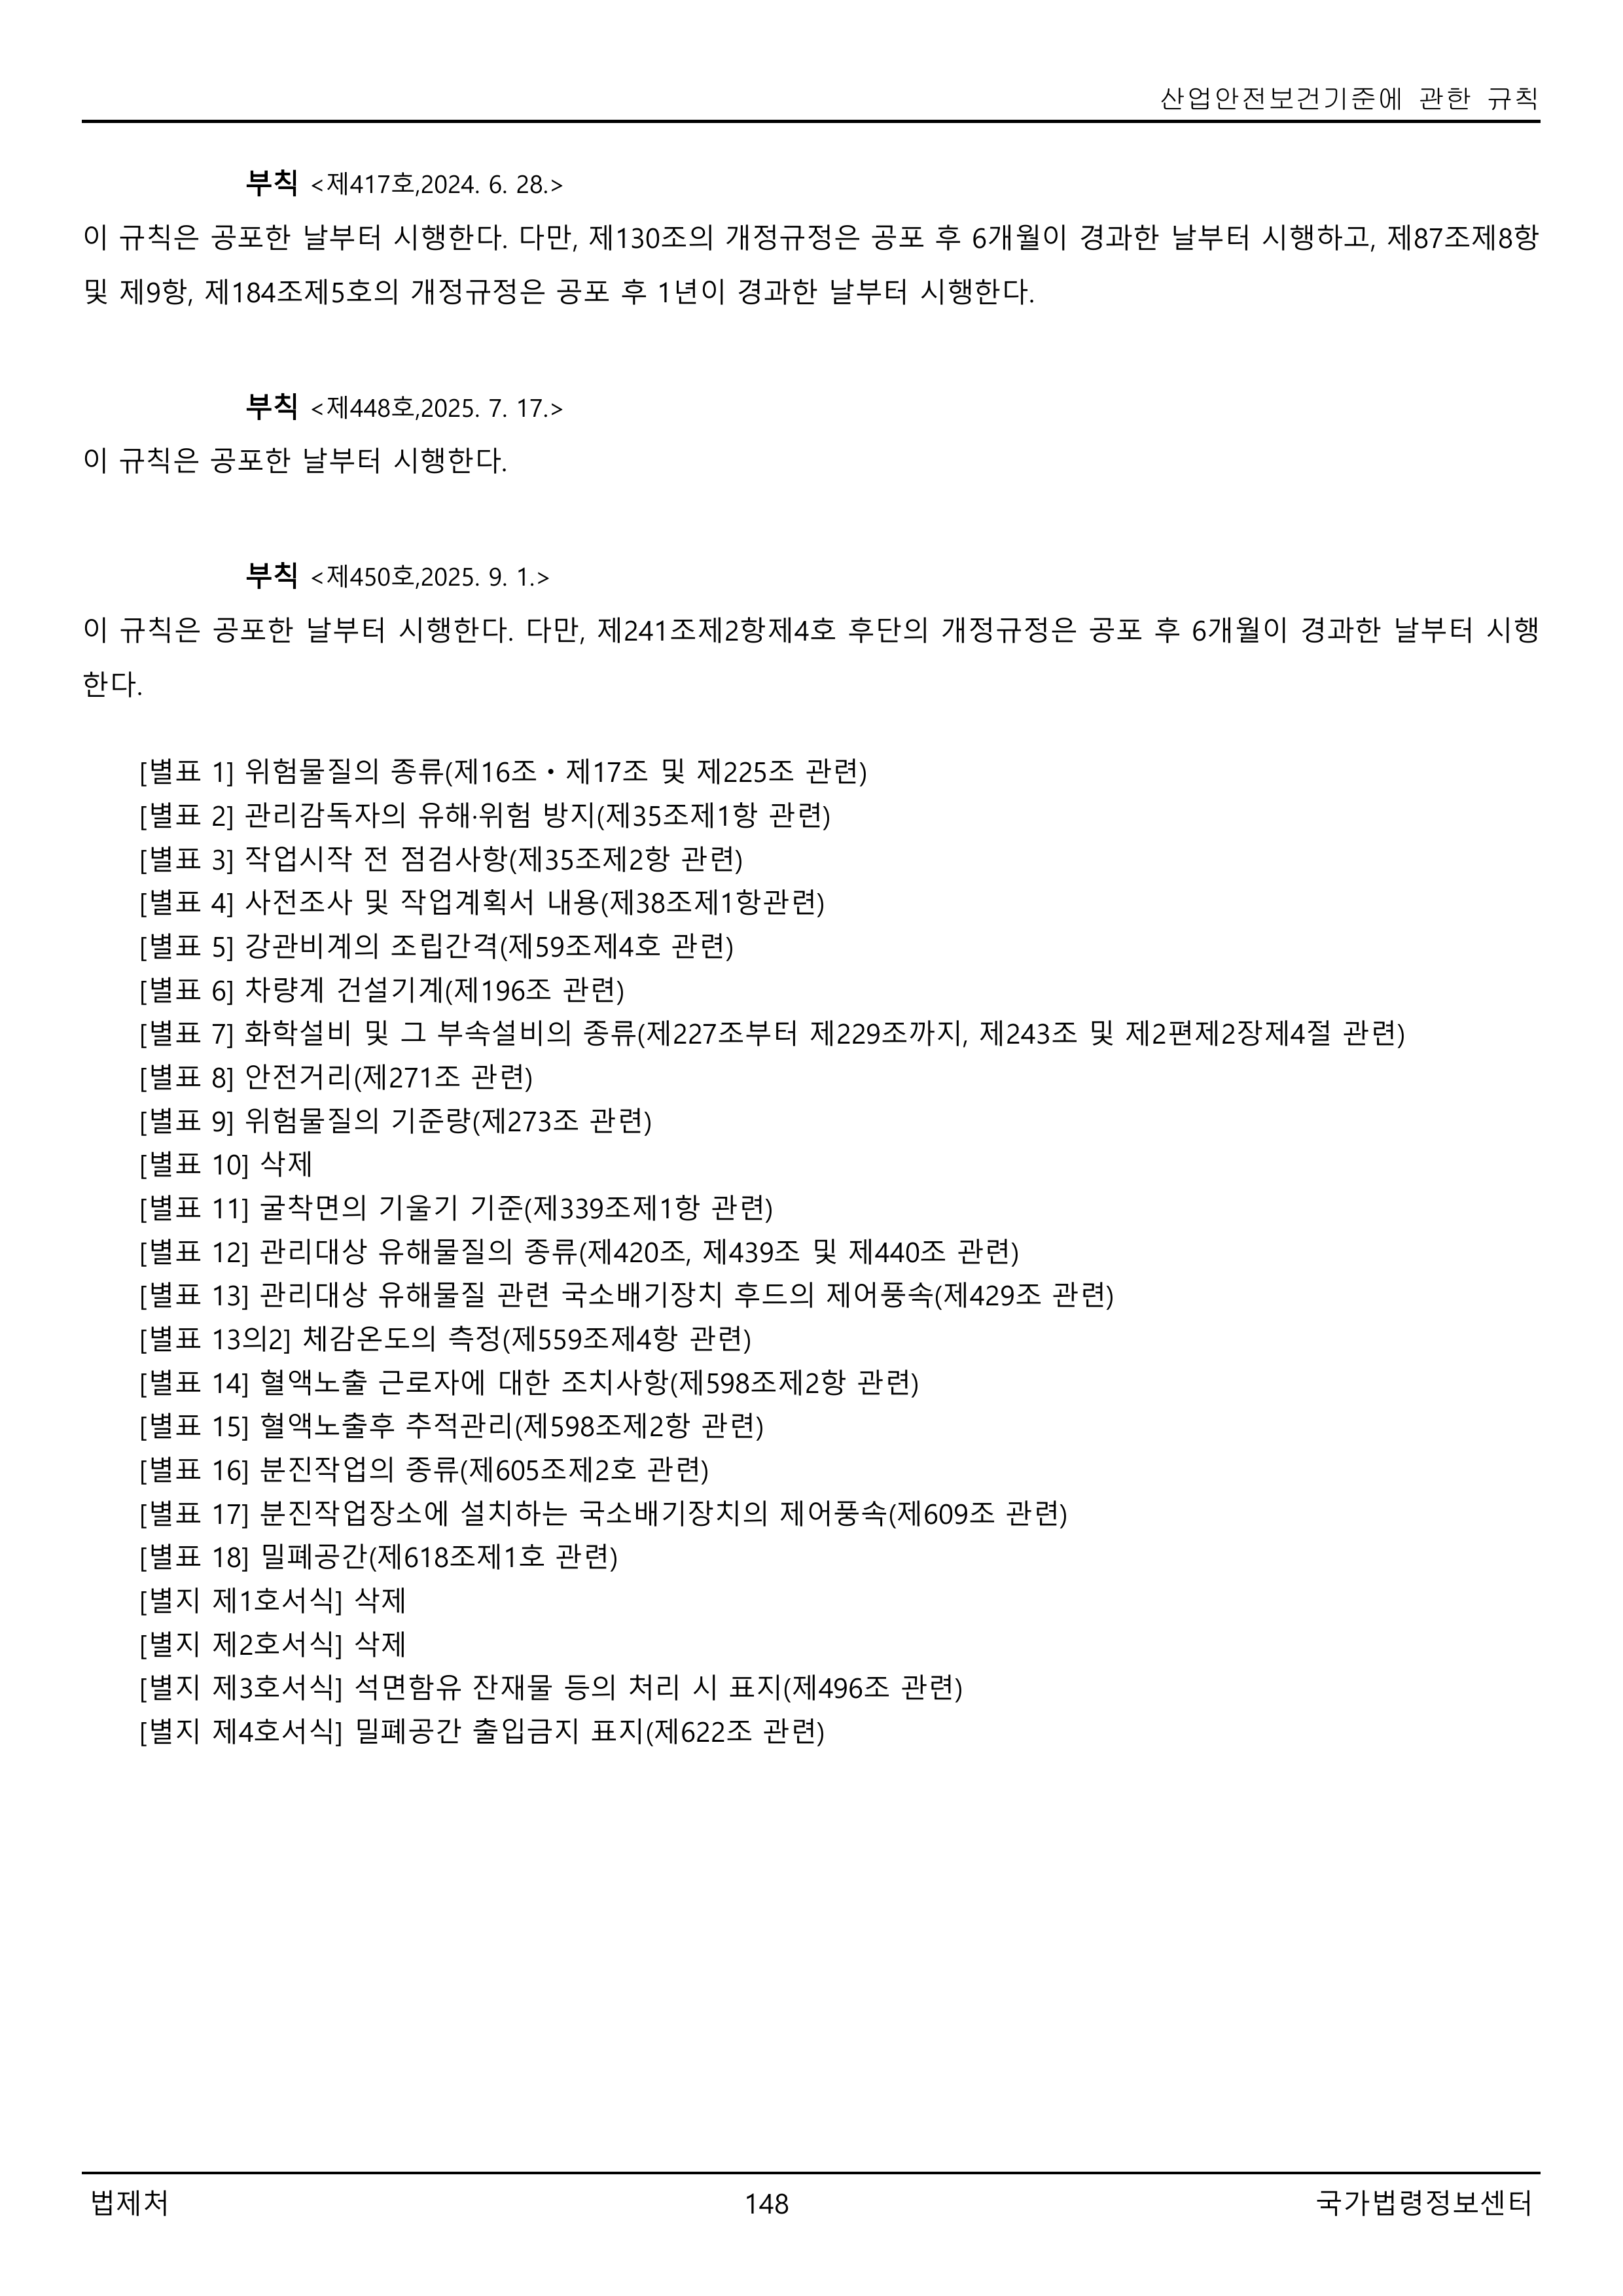 산업안전보건기준에 관한 규칙
부칙 <제417호,2024. 6. 28.>
이 규칙은 공포한 날부터 시행한다. 다만, 제130조의 개정규정은 공포 후 6개월이 경과한 날부터 시행하고, 제87조제8항
및 제9항, 제184조제5호의 개정규정은 공포 후 1년이 경과한 날부터 시행한다.
부칙 <제448호,2025. 7. 17.>
이 규칙은 공포한 날부터 시행한다.
부칙 <제450호,2025. 9. 1.>
이 규칙은 공포한 날부터 시행한다. 다만, 제241조제2항제4호 후단의 개정규정은 공포 후 6개월이 경과한 날부터 시행
한다.
[별표 1] 위험물질의 종류(제16조・제17조 및 제225조 관련)
[별표 2] 관리감독자의 유해·위험 방지(제35조제1항 관련)
[별표 3] 작업시작 전 점검사항(제35조제2항 관련)
[별표 4] 사전조사 및 작업계획서 내용(제38조제1항관련)
[별표 5] 강관비계의 조립간격(제59조제4호 관련)
[별표 6] 차량계 건설기계(제196조 관련)
[별표 7] 화학설비 및 그 부속설비의 종류(제227조부터 제229조까지, 제243조 및 제2편제2장제4절 관련)
[별표 8] 안전거리(제271조 관련)
[별표 9] 위험물질의 기준량(제273조 관련)
[별표 10] 삭제
[별표 11] 굴착면의 기울기 기준(제339조제1항 관련)
[별표 12] 관리대상 유해물질의 종류(제420조, 제439조 및 제440조 관련)
[별표 13] 관리대상 유해물질 관련 국소배기장치 후드의 제어풍속(제429조 관련)
[별표 13의2] 체감온도의 측정(제559조제4항 관련)
[별표 14] 혈액노출 근로자에 대한 조치사항(제598조제2항 관련)
[별표 15] 혈액노출후 추적관리(제598조제2항 관련)
[별표 16] 분진작업의 종류(제605조제2호 관련)
[별표 17] 분진작업장소에 설치하는 국소배기장치의 제어풍속(제609조 관련)
[별표 18] 밀폐공간(제618조제1호 관련)
[별지 제1호서식] 삭제
[별지 제2호서식] 삭제
[별지 제3호서식] 석면함유 잔재물 등의 처리 시 표지(제496조 관련)
[별지 제4호서식] 밀폐공간 출입금지 표지(제622조 관련)
법제처 148 국가법령정보센터